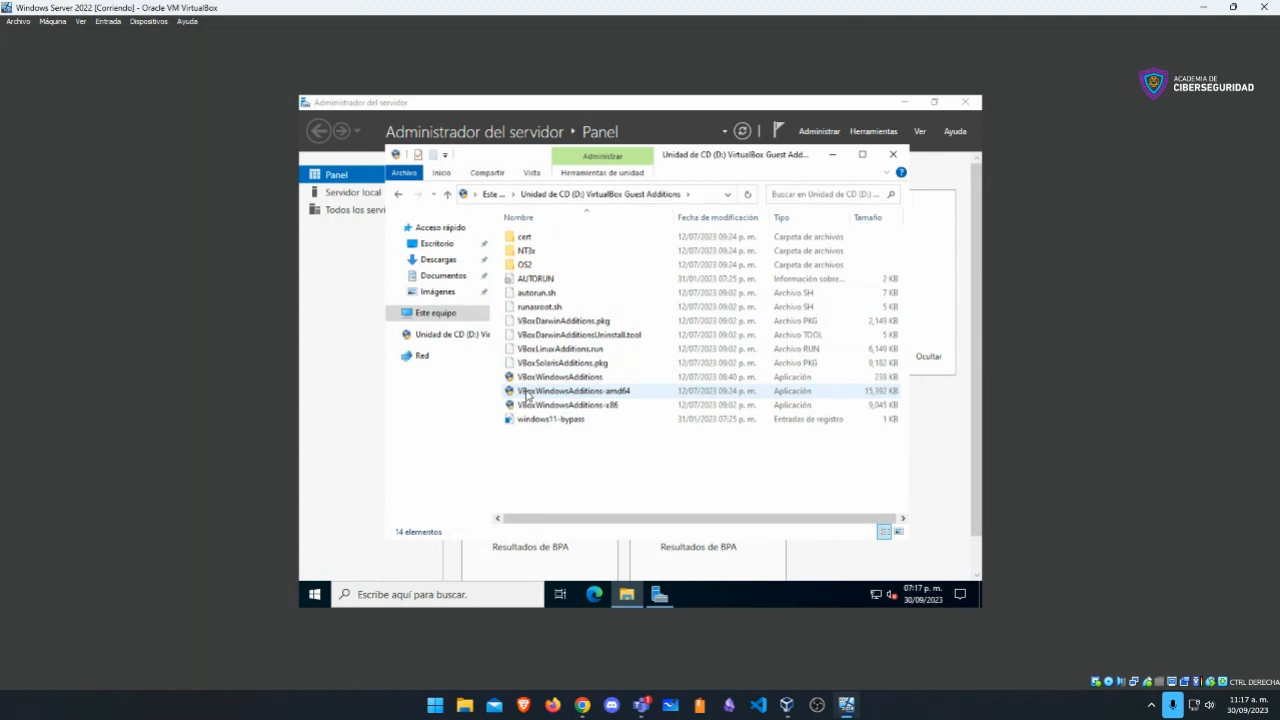 Windows Server 2022 [Corriendo] - Oracle VM VirtualBox
Archivo Máquina Ver Entrada Dispositivos Ayuda
ACADEMIA DE
CIBERSEGURIDAD
Administrador del servidor
Administrador del servidor Panel
Administrar Herramientas Ver Ayuda
Panel
Servidor local
Todos los servi
Administrar Unidad de CD (D:) VirtualBox Guest Add...
Archivo Inicio Compartir Vista Herramientas de unidad
Este ... Unidad de CD (D:) VirtualBox Guest Additions
Buscar en Unidad de CD (D:) ...
Nombre Fecha de modificación Tipo Tamaño
Acceso rápido
Escritorio
Descargas
Documentos
Imágenes
Este equipo
Unidad de CD (D:) Vir
Red
cert 12/07/2023 09:24 p. m. Carpeta de archivos
NT3x 12/07/2023 09:24 p. m. Carpeta de archivos
OS2 12/07/2023 09:24 p. m. Carpeta de archivos
AUTORUN 31/01/2023 07:25 p. m. Información sobre... 2 KB
autorun.sh 12/07/2023 09:02 p. m. Archivo SH 7 KB
runasroot.sh 12/07/2023 09:02 p. m. Archivo SH 5 KB
VBoxDarwinAdditions.pkg 12/07/2023 09:02 p. m. Archivo PKG 2,149 KB
VBoxDarwinAdditionsUninstall.tool 12/07/2023 09:02 p. m. Archivo TOOL 5 KB
VBoxLinuxAdditions.run 12/07/2023 09:02 p. m. Archivo RUN 6,149 KB
VBoxSolarisAdditions.pkg 12/07/2023 09:02 p. m. Archivo PKG 9,182 KB
VBoxWindowsAdditions 12/07/2023 08:40 p. m. Aplicación 238 KB
VBoxWindowsAdditions-amd64 12/07/2023 09:24 p. m. Aplicación 15,392 KB
VBoxWindowsAdditions-x86 12/07/2023 09:02 p. m. Aplicación 9,045 KB
windows11-bypass 31/01/2023 07:25 p. m. Entradas de registro 1 KB
Ocultar
14 elementos
Resultados de BPA
Resultados de BPA
Escribe aquí para buscar.
07:17 p. m.
30/09/2023
CTRL DERECHA
11:17 a. m.
30/09/2023